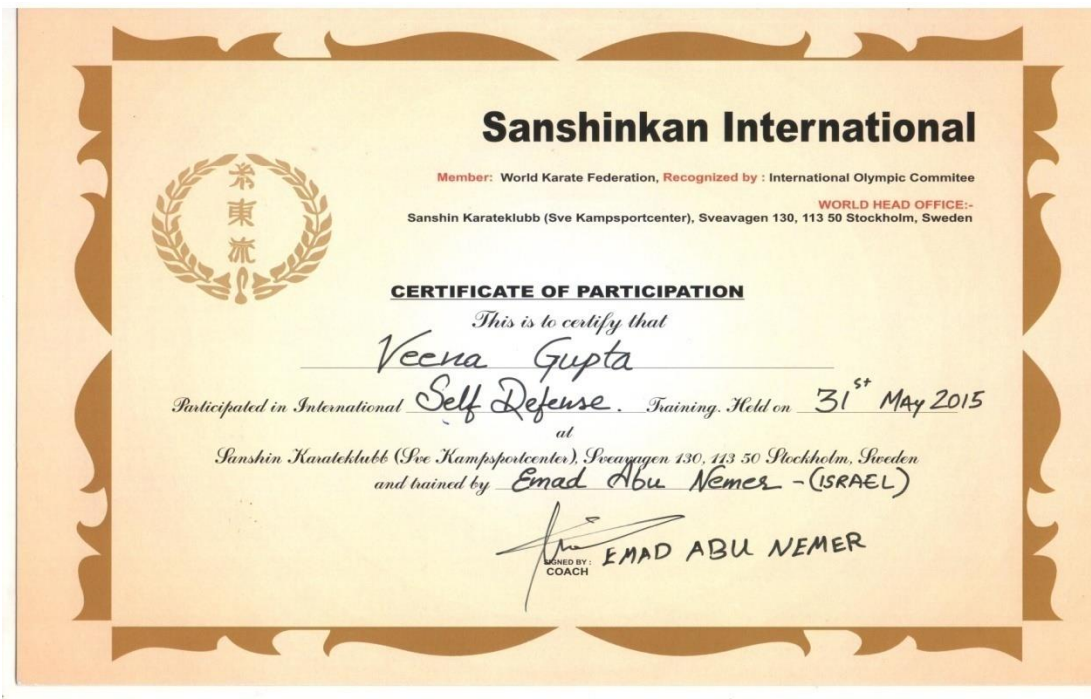 Sanshinkan International
Member: World Karate Federation, Recognized by : International Olympic Commitee
WORLD HEAD OFFICE:-
Sanshin Karateklubb (Sve Kampsportcenter), Sveavagen 130, 113 50 Stockholm, Sweden
糸
東
流
CERTIFICATE OF PARTICIPATION
This is to certify that
Veena Gupta
Participated in International Self Defense. Training. Held on 31st May 2015
at
Sanshin Karateklubb (Sve Kampsportcenter), Sveavagen 130, 113 50 Stockholm, Sweden
and trained by Emad Abu Nemer - (ISRAEL)
EMAD ABU NEMER
SIGNED BY :
COACH